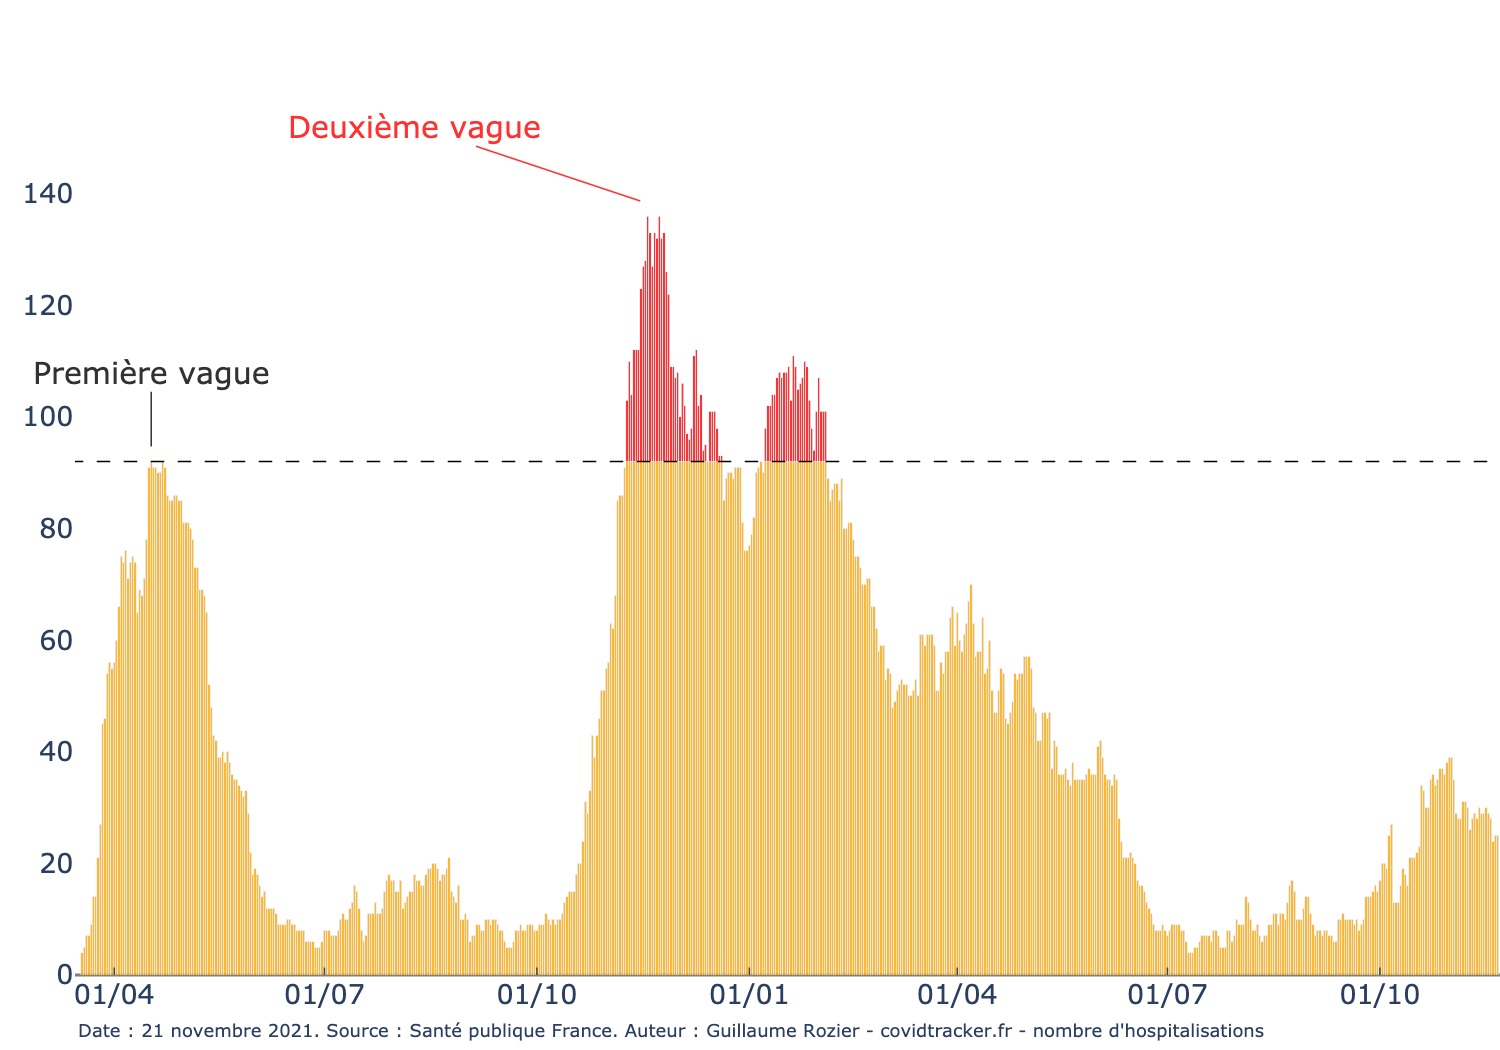 Deuxième vague
140
120
Première vague
100
80
60
40
20
0
01/04 01/07 01/10 01/01 01/04 01/07 01/10
Date : 21 novembre 2021. Source : Santé publique France. Auteur : Guillaume Rozier - covidtracker.fr - nombre d'hospitalisations